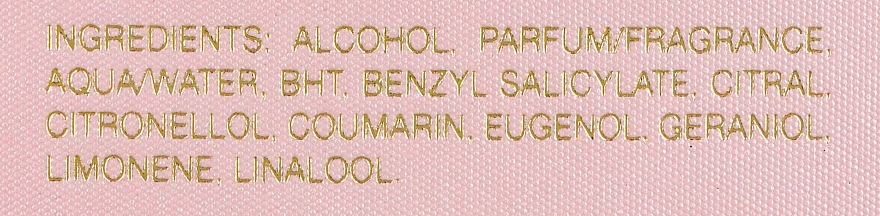 INGREDIENTS: ALCOHOL, PARFUM/FRAGRANCE,
AQUA/WATER, BHT, BENZYL SALICYLATE, CITRAL,
CITRONELLOL, COUMARIN, EUGENOL, GERANIOL,
LIMONENE, LINALOOL.